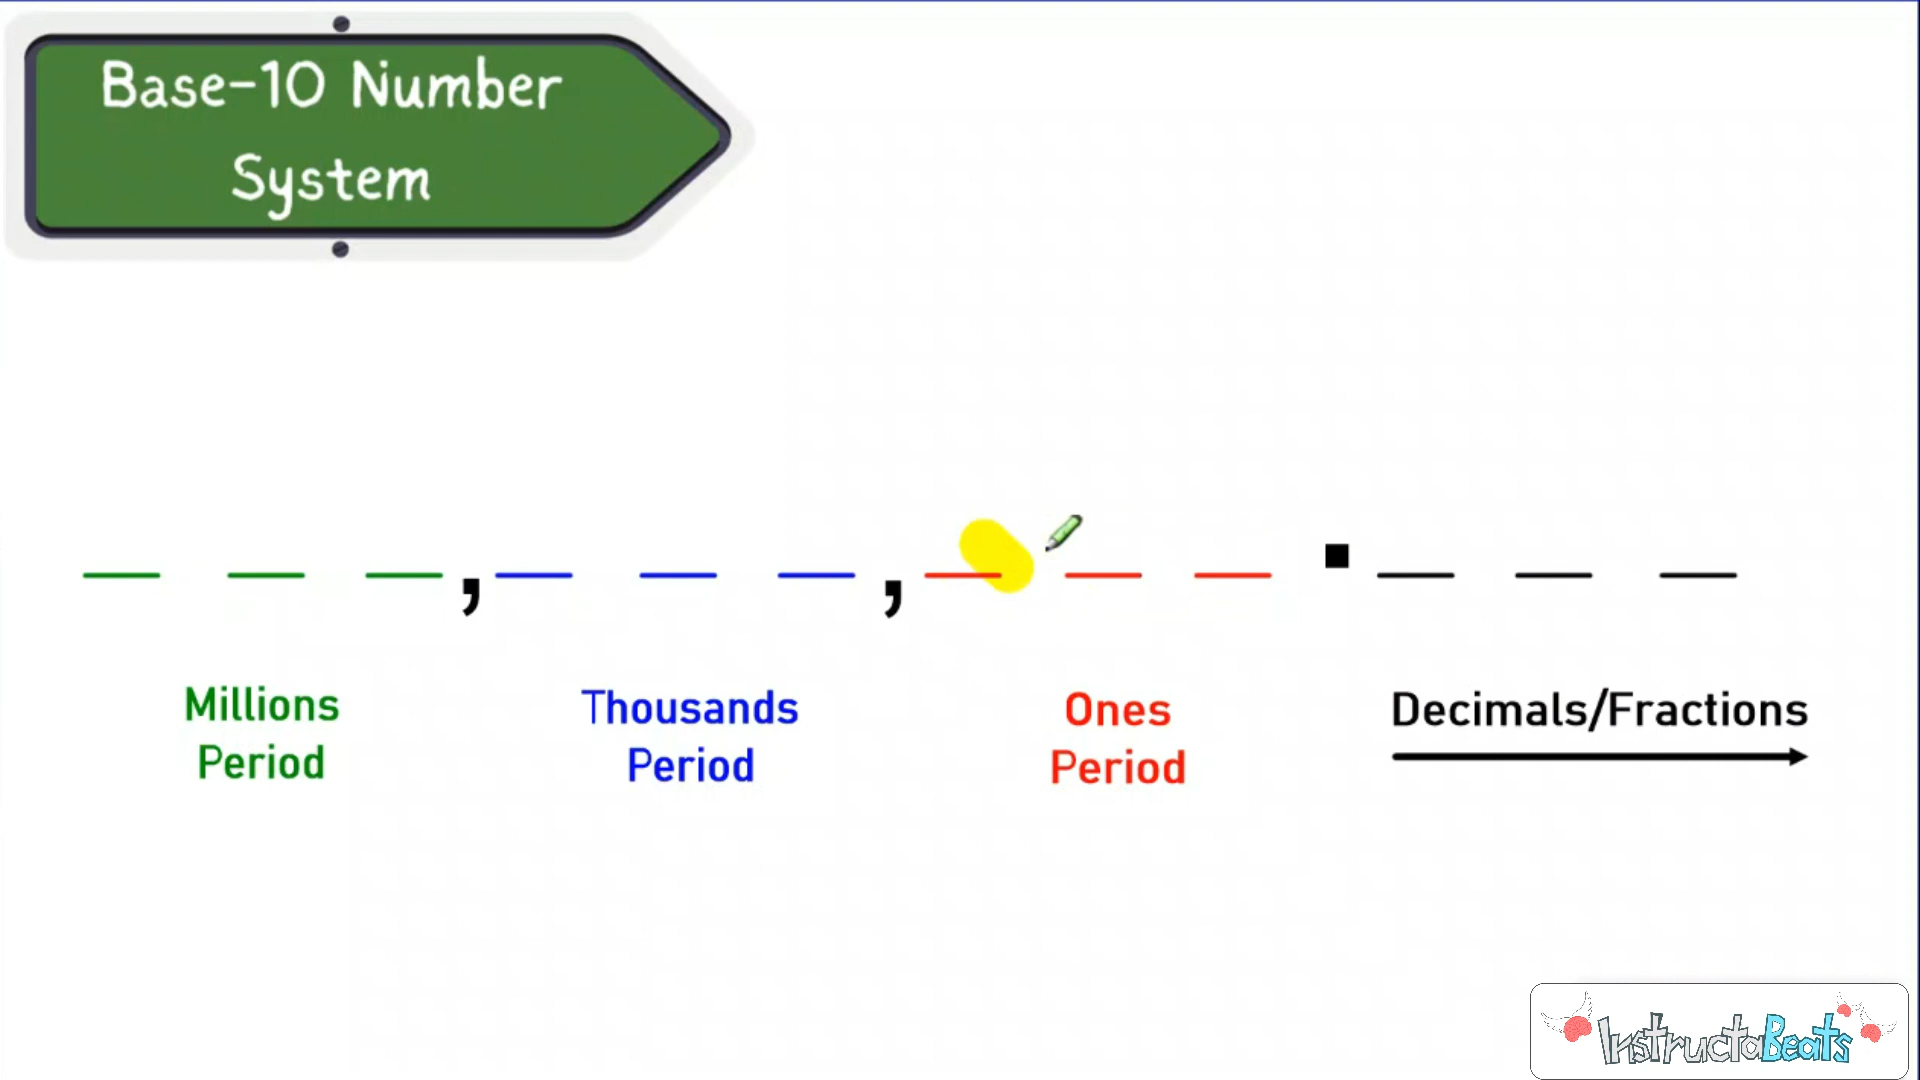 Base-10 Number
System
, , .
Millions
Period
Thousands
Period
Ones
Period
Decimals/Fractions
InstructaBeats